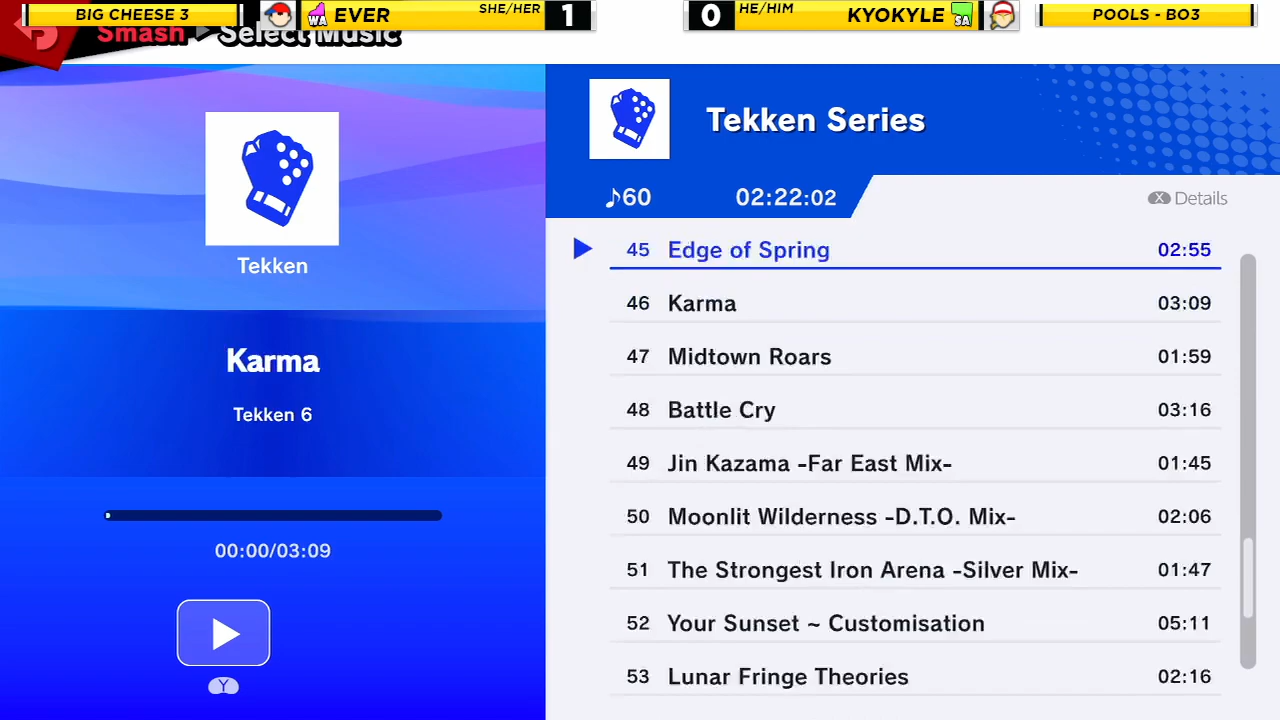 BIG CHEESE 3
WA EVER SHE/HER 1
0 HE/HIM KYOKYLE SA
POOLS - BO3
Smash Select Music
Tekken
Karma
Tekken 6
00:00/03:09
Y
Tekken Series
♪60 02:22:02
X Details
45 Edge of Spring 02:55
46 Karma 03:09
47 Midtown Roars 01:59
48 Battle Cry 03:16
49 Jin Kazama -Far East Mix- 01:45
50 Moonlit Wilderness -D.T.O. Mix- 02:06
51 The Strongest Iron Arena -Silver Mix- 01:47
52 Your Sunset ~ Customisation 05:11
53 Lunar Fringe Theories 02:16